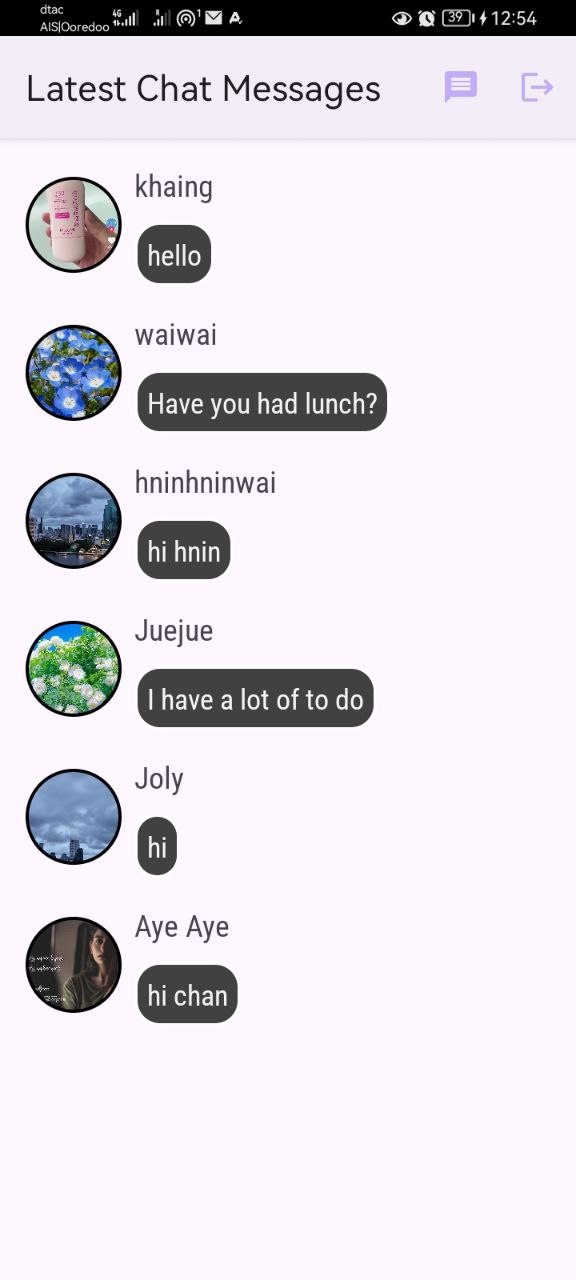 dtac
AIS|Ooredoo
4G
R
1
39
12:54
Latest Chat Messages
khaing
hello
waiwai
Have you had lunch?
hninhninwai
hi hnin
Juejue
I have a lot of to do
Joly
hi
Aye Aye
hi chan